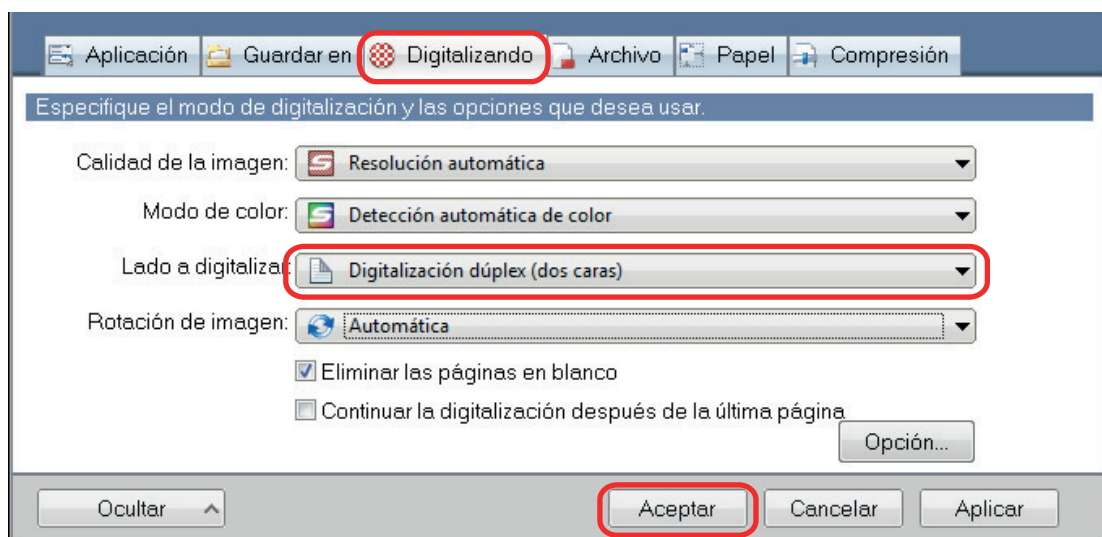 Aplicación Guardar en Digitalizando Archivo Papel Compresión
Especifique el modo de digitalización y las opciones que desea usar.
Calidad de la imagen: Resolución automática
Modo de color: Detección automática de color
Lado a digitalizar: Digitalización dúplex (dos caras)
Rotación de imagen: Automática
Eliminar las páginas en blanco
Continuar la digitalización después de la última página
Opción...
Ocultar Aceptar Cancelar Aplicar